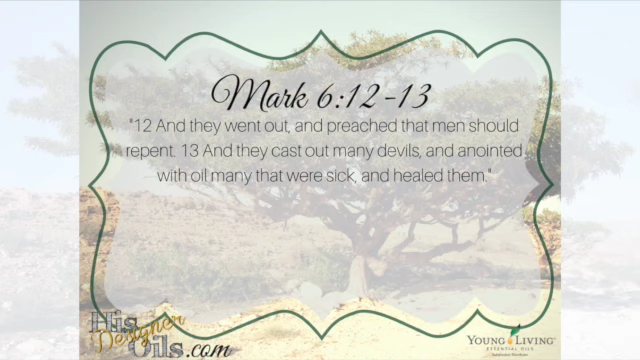 Mark 6:12-13
"12 And they went out, and preached that men should
repent. 13 And they cast out many devils, and anointed
with oil many that were sick, and healed them."
His
Designer
Oils.com
YOUNG LIVING
ESSENTIAL OILS
Independent Distributor